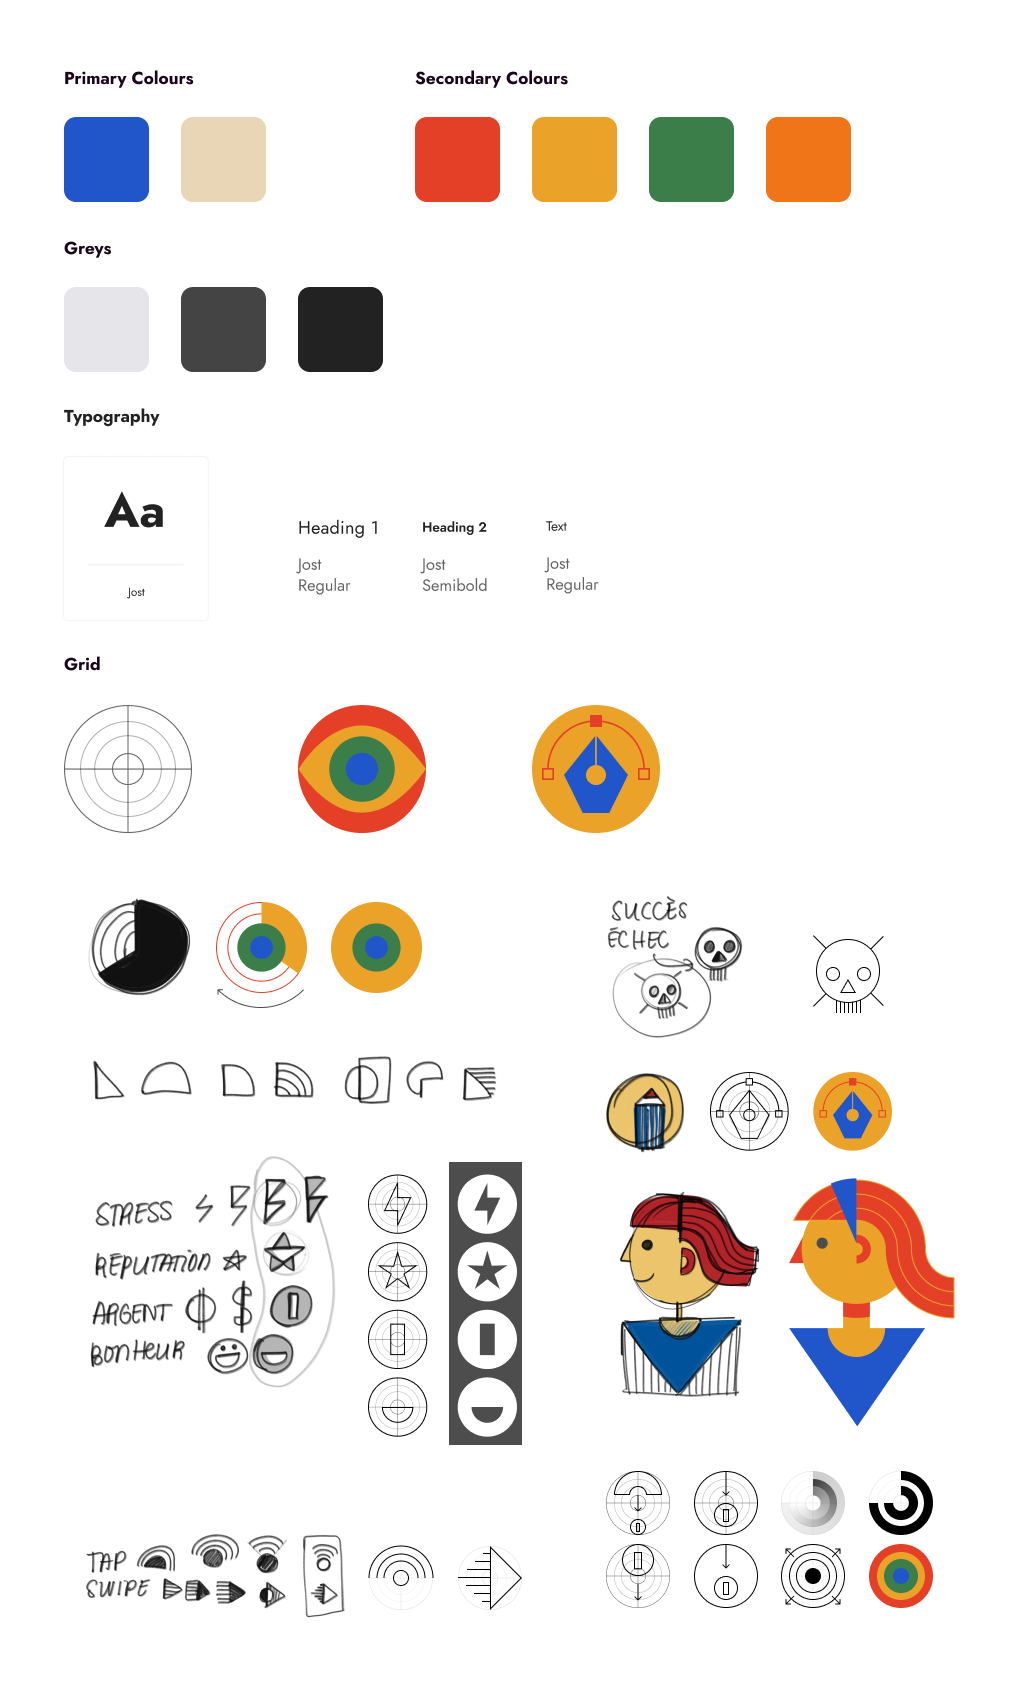 Primary Colours
Secondary Colours
Greys
Typography
Aa
Jost
Heading 1
Jost
Regular
Heading 2
Jost
Semibold
Text
Jost
Regular
Grid
SUCCÈS
ÉCHEC
STRESS
RÉPUTATION
ARGENT
$
BONHEUR
TAP
SWIPE